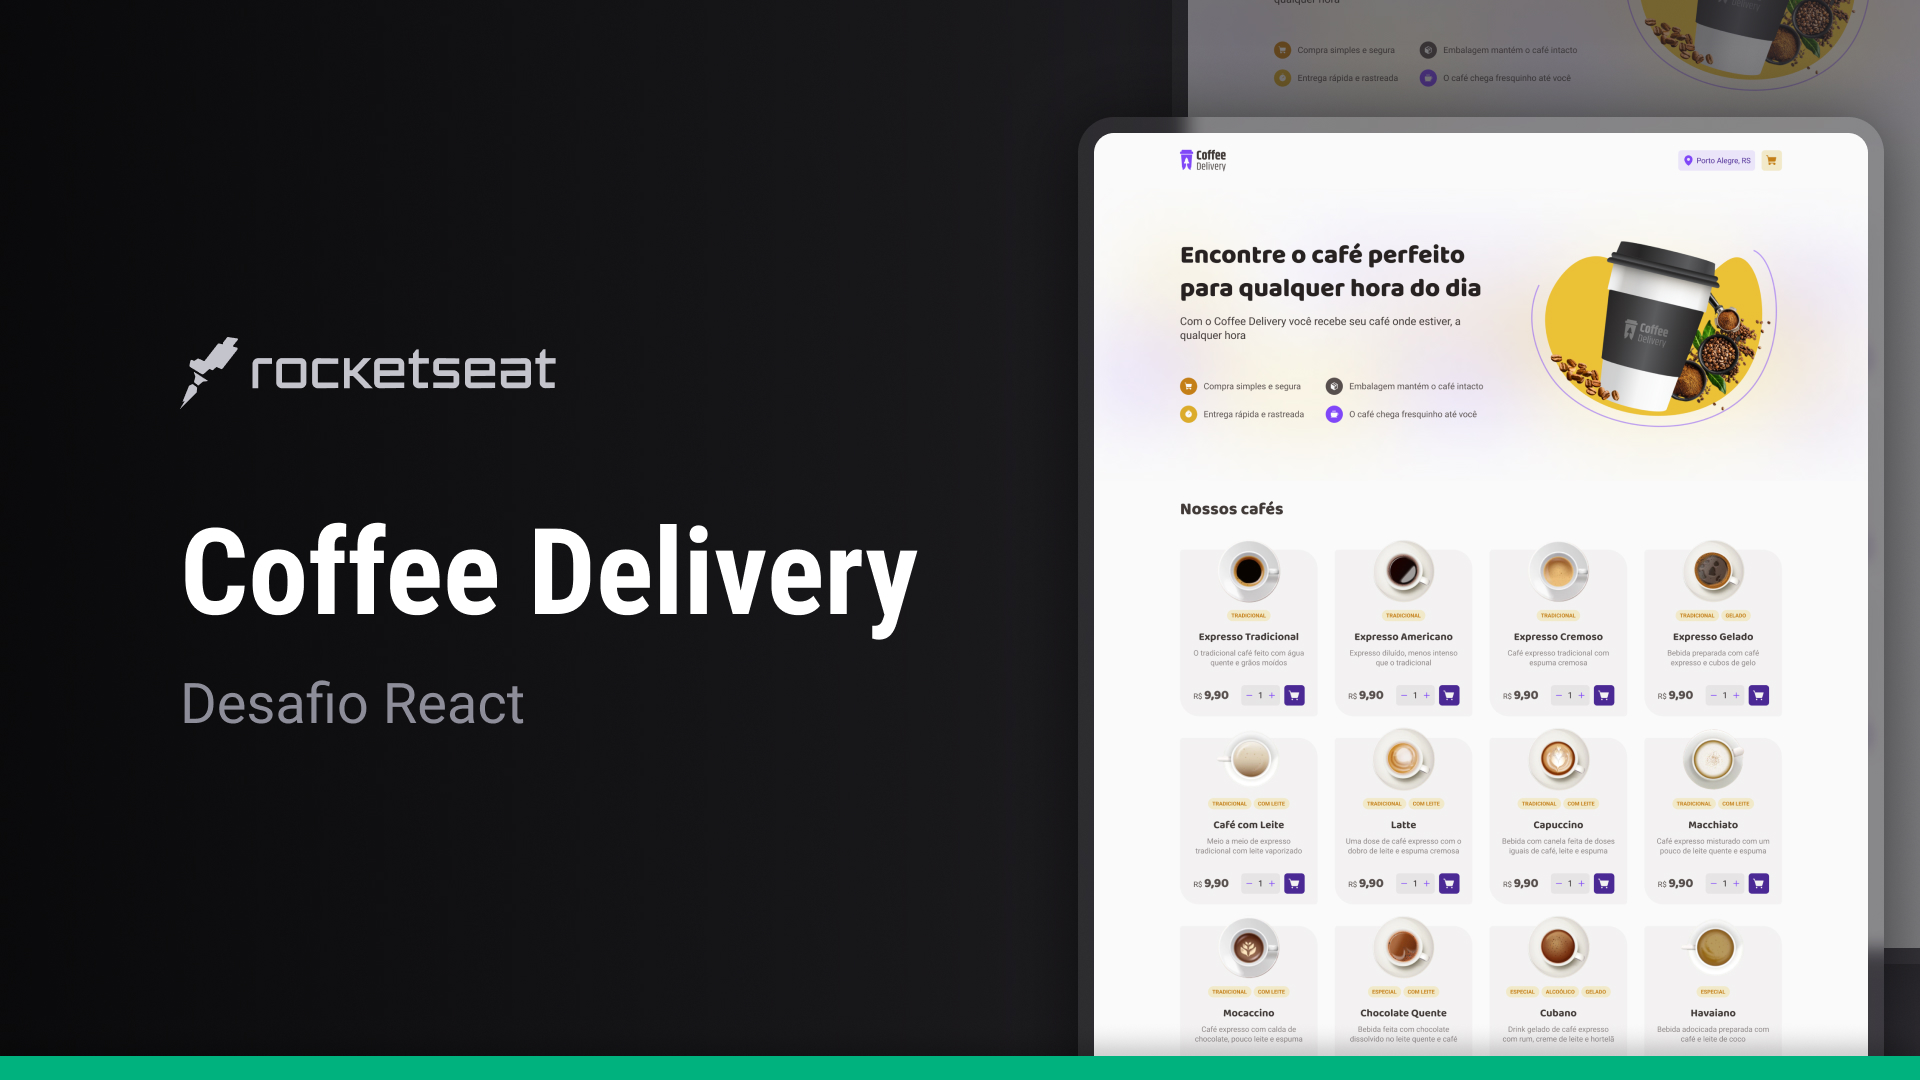 rocketseat
Coffee Delivery
Desafio React
qualquer hora
Compra simples e segura
Embalagem mantém o café intacto
Entrega rápida e rastreada
O café chega fresquinho até você
Coffee
Delivery
Porto Alegre, RS
Encontre o café perfeito
para qualquer hora do dia
Com o Coffee Delivery você recebe seu café onde estiver, a
qualquer hora
Coffee
Delivery
Compra simples e segura
Embalagem mantém o café intacto
Entrega rápida e rastreada
O café chega fresquinho até você
Nossos cafés
TRADICIONAL
Expresso Tradicional
O tradicional café feito com água
quente e grãos moídos
R$ 9,90 − 1 +
TRADICIONAL
Expresso Americano
Expresso diluído, menos intenso
que o tradicional
R$ 9,90 − 1 +
TRADICIONAL
Expresso Cremoso
Café expresso tradicional com
espuma cremosa
R$ 9,90 − 1 +
TRADICIONAL GELADO
Expresso Gelado
Bebida preparada com café
expresso e cubos de gelo
R$ 9,90 − 1 +
TRADICIONAL COM LEITE
Café com Leite
Meio a meio de expresso
tradicional com leite vaporizado
R$ 9,90 − 1 +
TRADICIONAL COM LEITE
Latte
Uma dose de café expresso com o
dobro de leite e espuma cremosa
R$ 9,90 − 1 +
TRADICIONAL COM LEITE
Capuccino
Bebida com canela feita de doses
iguais de café, leite e espuma
R$ 9,90 − 1 +
TRADICIONAL COM LEITE
Macchiato
Café expresso misturado com um
pouco de leite quente e espuma
R$ 9,90 − 1 +
TRADICIONAL COM LEITE
Mocaccino
Café expresso com calda de
chocolate, pouco leite e espuma
ESPECIAL COM LEITE
Chocolate Quente
Bebida feita com chocolate
dissolvido no leite quente e café
ESPECIAL ALCOÓLICO GELADO
Cubano
Drink gelado de café expresso
com rum, creme de leite e hortelã
ESPECIAL
Havaiano
Bebida adocicada preparada com
café e leite de coco